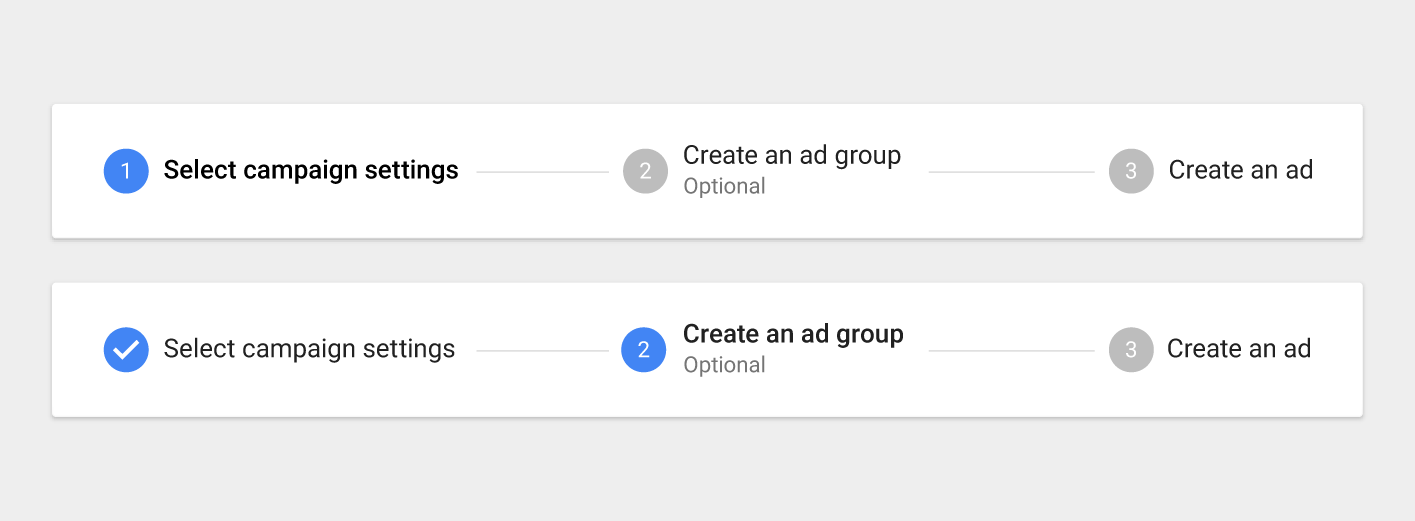 1 Select campaign settings
2 Create an ad group
Optional
3 Create an ad
Select campaign settings
2 Create an ad group
Optional
3 Create an ad